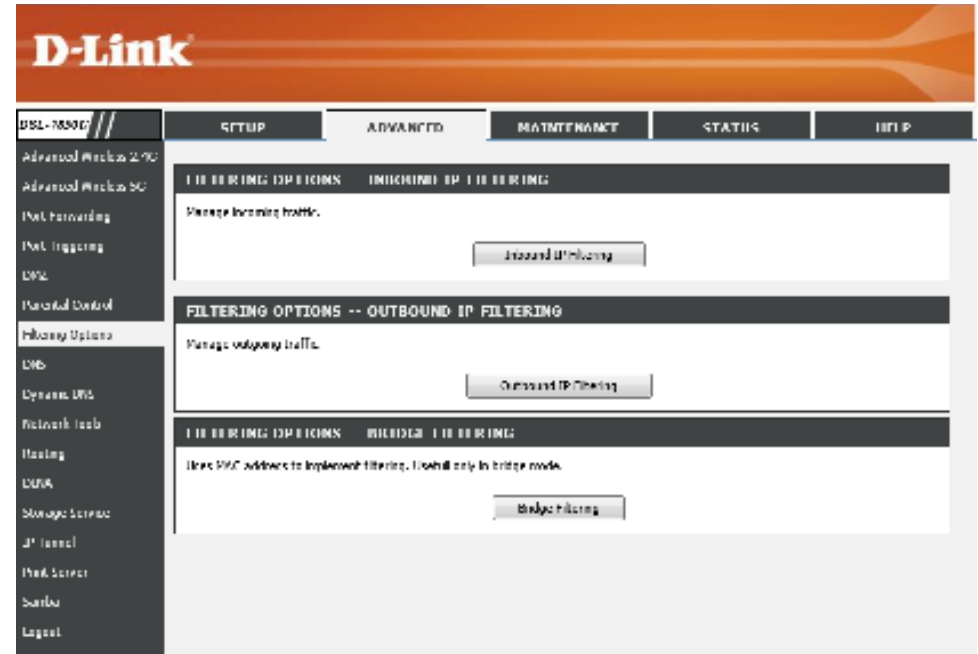 D-Link
SETUP
ADVANCED
MAINTENANCE
STATUS
HELP
Advanced Wireless 2.4G
Advanced Wireless 5G
Port Forwarding
Port Triggering
DMZ
Parental Control
Filtering Options
DNS
Dynamic DNS
Network Tools
Routing
DLNA
Storage Service
IP Tunnel
Print Server
Samba
Logout
FILTERING OPTIONS -- INBOUND IP FILTERING
Manage incoming traffic.
Inbound IP Filtering
FILTERING OPTIONS -- OUTBOUND IP FILTERING
Manage outgoing traffic.
Outbound IP Filtering
FILTERING OPTIONS -- BRIDGE FILTERING
Uses MAC address to implement filtering. Usefull only in bridge mode.
Bridge Filtering